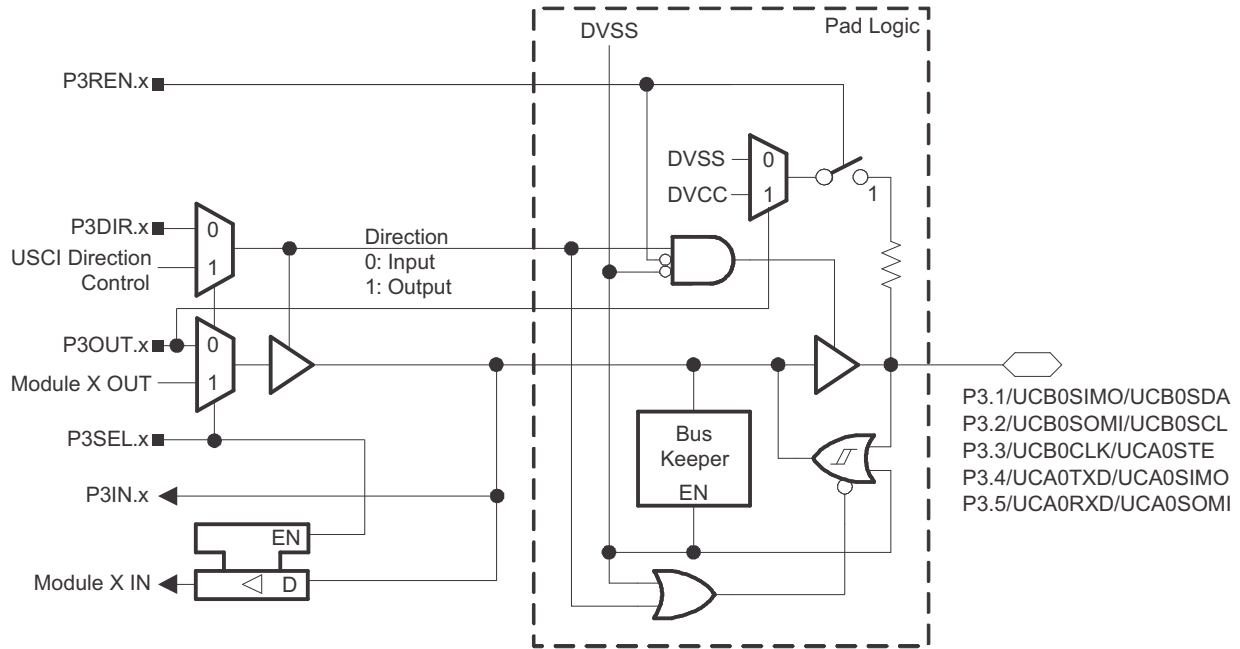 DVSS
Pad Logic
P3REN.x
DVSS
0
DVCC
1
1
P3DIR.x
0
USCI Direction
Control
1
Direction
0: Input
1: Output
P3OUT.x
0
Module X OUT
1
P3SEL.x
P3IN.x
EN
Module X IN
D
Bus
Keeper
EN
P3.1/UCB0SIMO/UCB0SDA
P3.2/UCB0SOMI/UCB0SCL
P3.3/UCB0CLK/UCA0STE
P3.4/UCA0TXD/UCA0SIMO
P3.5/UCA0RXD/UCA0SOMI